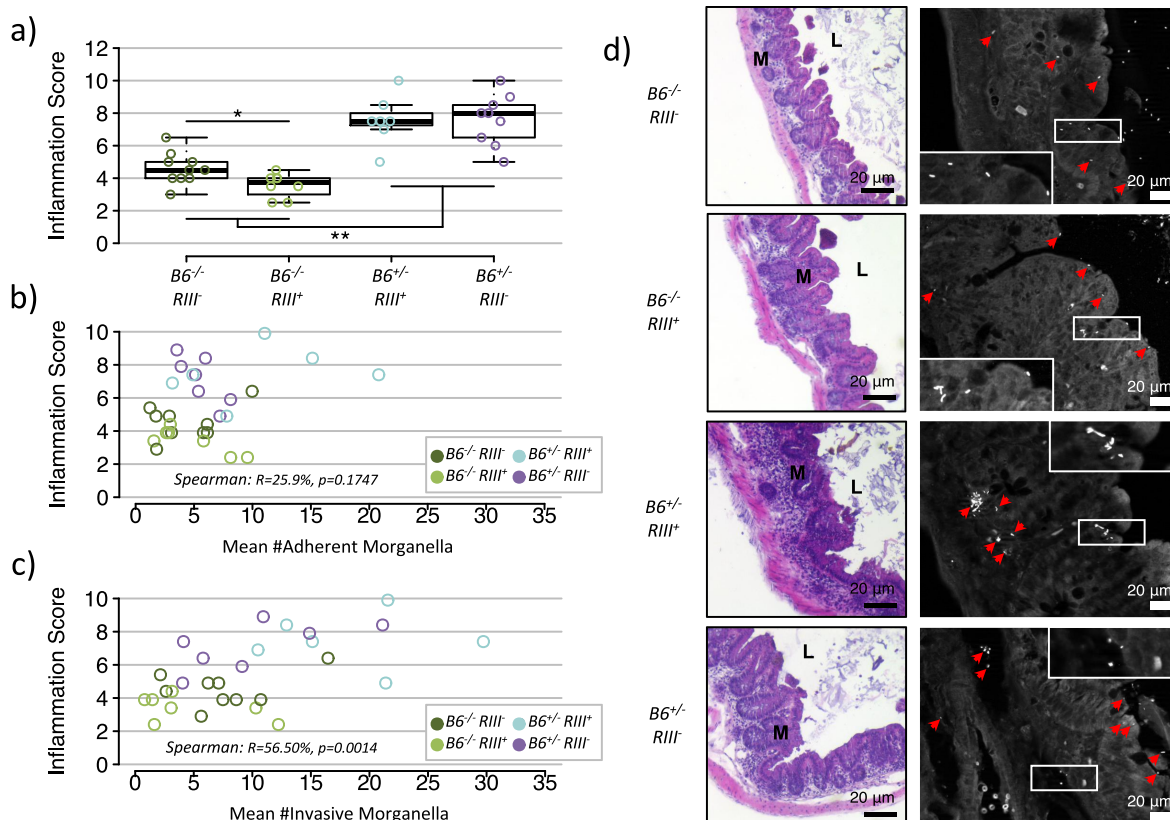 a)
Inflammation Score
12
10
8
6
4
2
0
*
**
B6-/-
RIII-
B6-/-
RIII+
B6+/-
RIII+
B6+/-
RIII-
b)
Inflammation Score
10
8
6
4
2
0
B6-/- RIII-
B6+/- RIII+
B6-/- RIII+
B6+/- RIII-
Spearman: R=25.9%, p=0.1747
0 5 10 15 20 25 30 35
Mean #Adherent Morganella
c)
Inflammation Score
10
8
6
4
2
0
B6-/- RIII-
B6+/- RIII+
B6-/- RIII+
B6+/- RIII-
Spearman: R=56.50%, p=0.0014
0 5 10 15 20 25 30 35
Mean #Invasive Morganella
d)
B6-/-
RIII-
M
L
20 µm
20 µm
B6-/-
RIII+
M
L
20 µm
20 µm
B6+/-
RIII+
M
L
20 µm
20 µm
B6+/-
RIII-
M
L
20 µm
20 µm